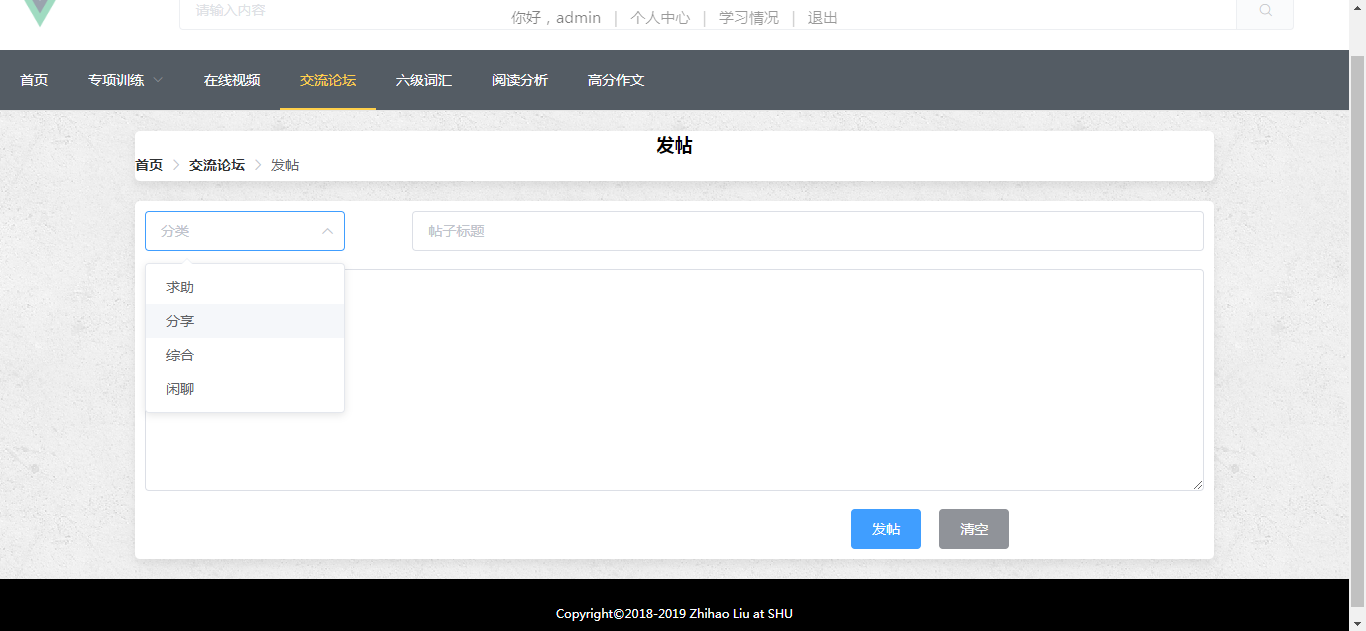 请输入内容
你好，admin | 个人中心 | 学习情况 | 退出
首页 专项训练 在线视频 交流论坛 六级词汇 阅读分析 高分作文
发帖
首页 > 交流论坛 > 发帖
分类 帖子标题
求助
分享
综合
闲聊
发帖 清空
Copyright©2018-2019 Zhihao Liu at SHU